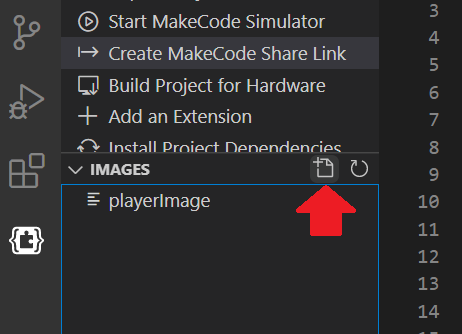 Start MakeCode Simulator
Create MakeCode Share Link
Build Project for Hardware
Add an Extension
Install Project Dependencies
IMAGES
playerImage
3
4
5
6
7
8
9
10
11
12
13
14